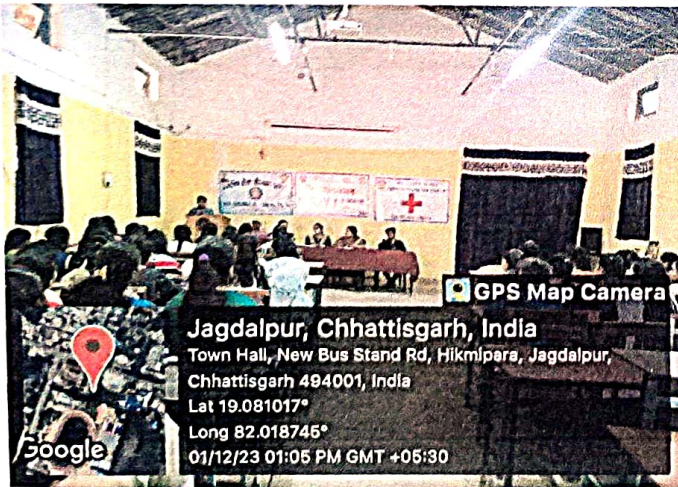 GPS Map Camera
Jagdalpur, Chhattisgarh, India
Town Hall, New Bus Stand Rd, Hikmipara, Jagdalpur,
Chhattisgarh 494001, India
Lat 19.081017°
Long 82.018745°
01/12/23 01:05 PM GMT +05:30
Google